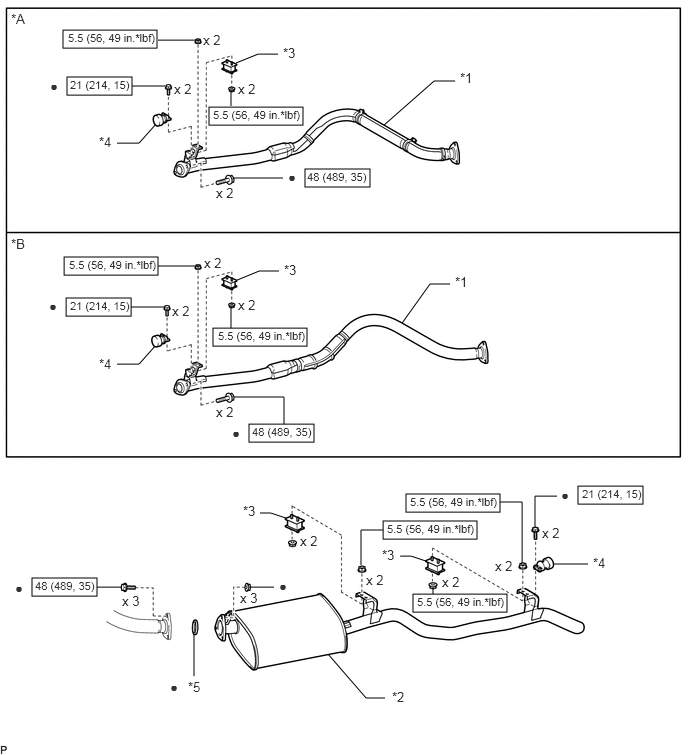 *A
5.5 (56, 49 in.*lbf)
x 2
*3
21 (214, 15)
x 2
x 2
*1
5.5 (56, 49 in.*lbf)
*4
48 (489, 35)
x 2
*B
5.5 (56, 49 in.*lbf)
x 2
*3
*1
21 (214, 15)
x 2
x 2
5.5 (56, 49 in.*lbf)
*4
x 2
48 (489, 35)
21 (214, 15)
5.5 (56, 49 in.*lbf)
*3
5.5 (56, 49 in.*lbf)
x 2
x 2
*3
x 2
*4
x 2
x 2
x 2
48 (489, 35)
x 3
x 3
5.5 (56, 49 in.*lbf)
*5
*2
P